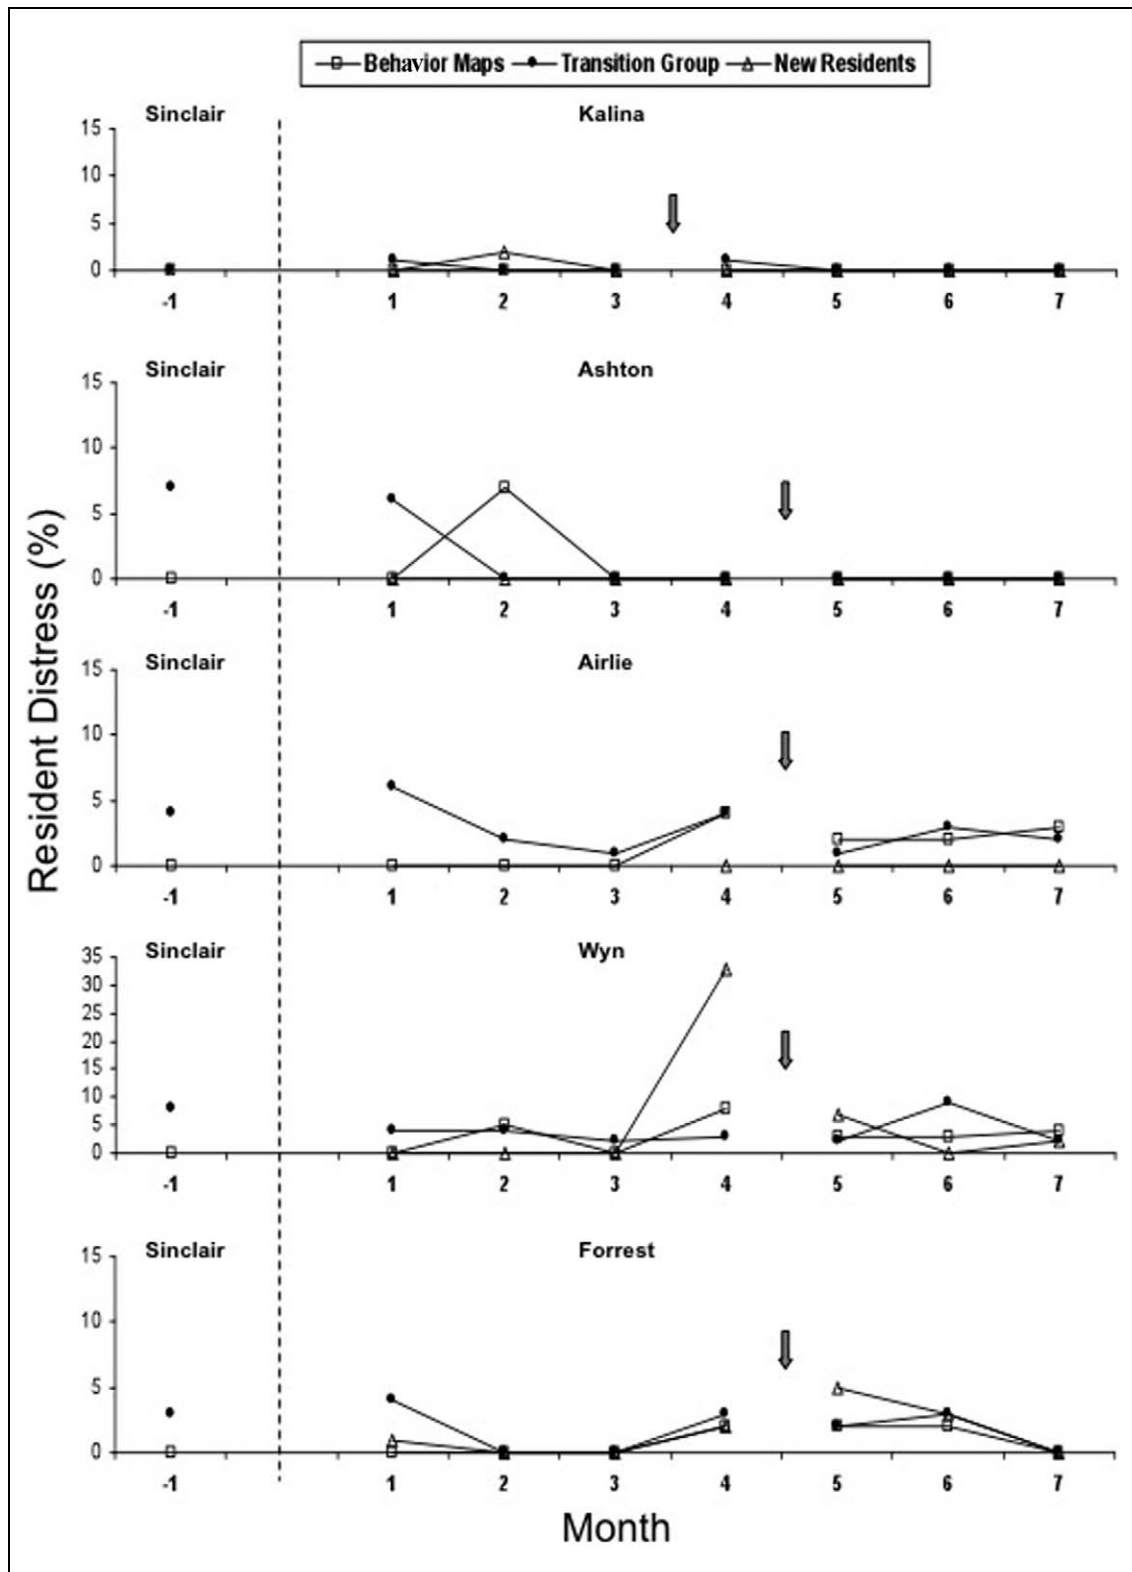 Behavior Maps Transition Group New Residents
Sinclair Kalina
15
10
5
0
-1 1 2 3 4 5 6 7
Sinclair Ashton
15
10
5
0
-1 1 2 3 4 5 6 7
Sinclair Airlie
15
10
5
0
-1 1 2 3 4 5 6 7
Sinclair Wyn
35
30
25
20
15
10
5
0
-1 1 2 3 4 5 6 7
Sinclair Forrest
15
10
5
0
-1 1 2 3 4 5 6 7
Resident Distress (%)
Month